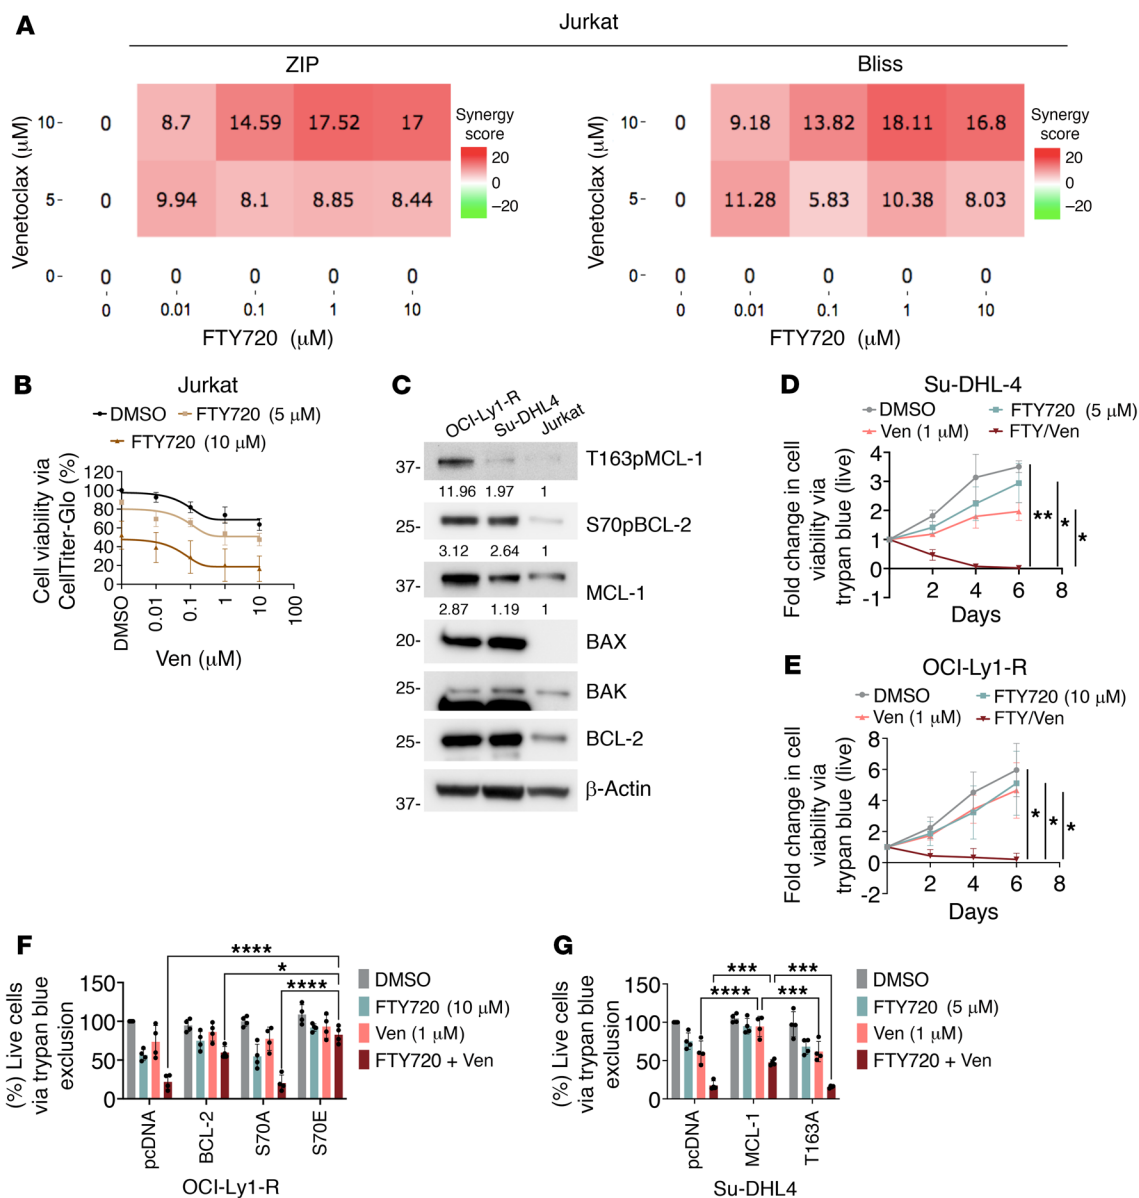 A
Jurkat
ZIP
Bliss
Venetoclax (μM)
10-
0
8.7
14.59
17.52
17
5-
0
9.94
8.1
8.85
8.44
0-
0
0
0
0
0
0
0.01
0.1
1
10
FTY720 (μM)
Synergy
score
20
0
–20
Venetoclax (μM)
10-
0
9.18
13.82
18.11
16.8
5-
0
11.28
5.83
10.38
8.03
0-
0
0
0
0
0
0
0.01
0.1
1
10
FTY720 (μM)
Synergy
score
20
0
–20
B
Jurkat
DMSO
FTY720 (5 μM)
FTY720 (10 μM)
Cell viability via
CellTiter-Glo (%)
120
100
80
60
40
20
0
DMSO
0.01
0.1
1
10
100
Ven (μM)
C
OCI-Ly1-R
Su-DHL4
Jurkat
37-
T163pMCL-1
11.96 1.97 1
25-
S70pBCL-2
3.12 2.64 1
37-
MCL-1
2.87 1.19 1
20-
BAX
25-
BAK
25-
BCL-2
37-
β-Actin
D
Su-DHL-4
DMSO
FTY720 (5 μM)
Ven (1 μM)
FTY/Ven
Fold change in cell
viability via
trypan blue (live)
4
3
2
1
0
-1
2
4
6
8
Days
** * *
E
OCI-Ly1-R
DMSO
FTY720 (10 μM)
Ven (1 μM)
FTY/Ven
Fold change in cell
viability via
trypan blue (live)
8
6
4
2
0
-2
2
4
6
8
Days
* * *
F
(%) Live cells
via trypan blue
exclusion
150
100
50
0
****
*
****
DMSO
FTY720 (10 μM)
Ven (1 μM)
FTY720 + Ven
pcDNA
BCL-2
S70A
S70E
OCI-Ly1-R
G
(%) Live cells
via trypan blue
exclusion
150
100
50
0
*** ***
**** ***
DMSO
FTY720 (5 μM)
Ven (1 μM)
FTY720 + Ven
pcDNA
MCL-1
T163A
Su-DHL4